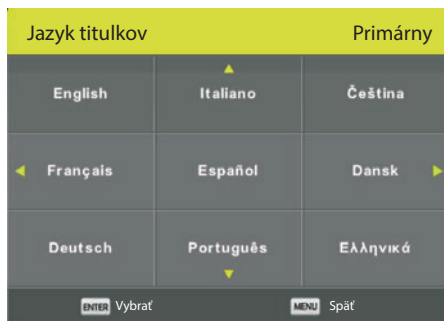 Jazyk titulkov Primárny
English Italiano Čeština
Français Español Dansk
Deutsch Português Ελληνικά
ENTER Vybrať MENU Späť